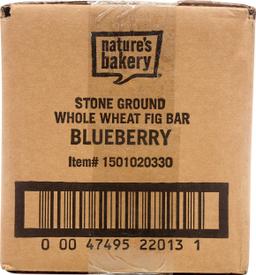 nature's
bakery
STONE GROUND
WHOLE WHEAT FIG BAR
BLUEBERRY
Item# 1501020330
0 00 47495 22013 1